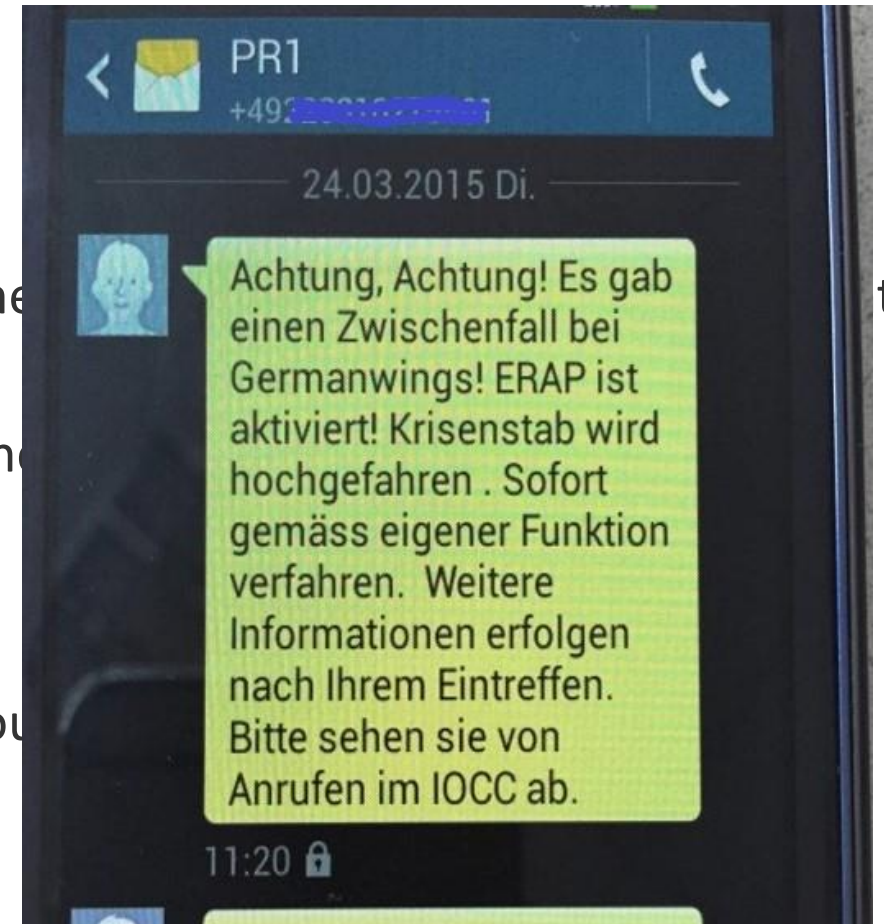 PR1
+492
24.03.2015 Di.
Achtung, Achtung! Es gab
einen Zwischenfall bei
Germanwings! ERAP ist
aktiviert! Krisenstab wird
hochgefahren . Sofort
gemäss eigener Funktion
verfahren.  Weitere
Informationen erfolgen
nach Ihrem Eintreffen.
Bitte sehen sie von
Anrufen im IOCC ab.
11:20